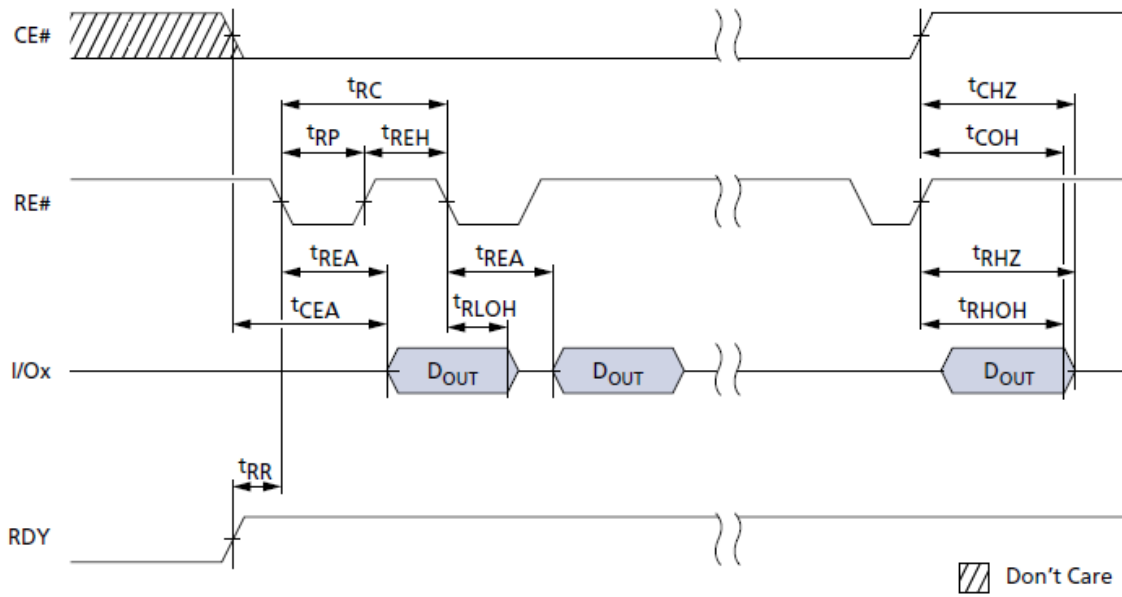 CE#
tRC
tCHZ
tRP
tREH
tCOH
RE#
tREA
tREA
tRHZ
tCEA
tRLOH
tRHOH
I/Ox
DOUT
DOUT
DOUT
tRR
RDY
Don't Care